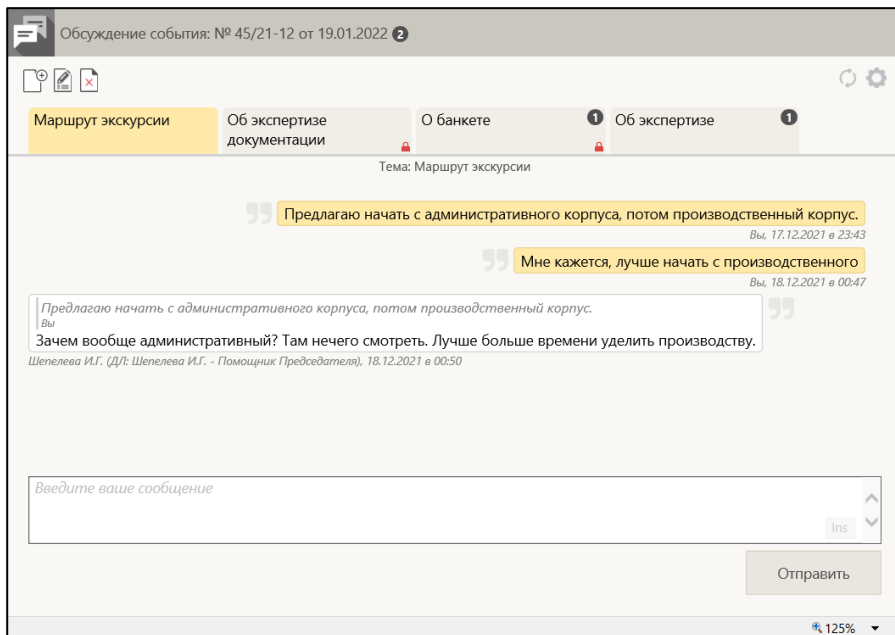 Обсуждение события: № 45/21-12 от 19.01.2022 2
Маршрут экскурсии
Об экспертизе
документации
О банкете 1
Об экспертизе 1
Тема: Маршрут экскурсии
Предлагаю начать с административного корпуса, потом производственный корпус.
Вы, 17.12.2021 в 23:43
Мне кажется, лучше начать с производственного
Вы, 18.12.2021 в 00:47
Предлагаю начать с административного корпуса, потом производственный корпус.
Вы
Зачем вообще административный? Там нечего смотреть. Лучше больше времени уделить производству.
Шепелева И.Г. (ДЛ: Шепелева И.Г. - Помощник Председателя), 18.12.2021 в 00:50
Введите ваше сообщение
Ins
Отправить
125%